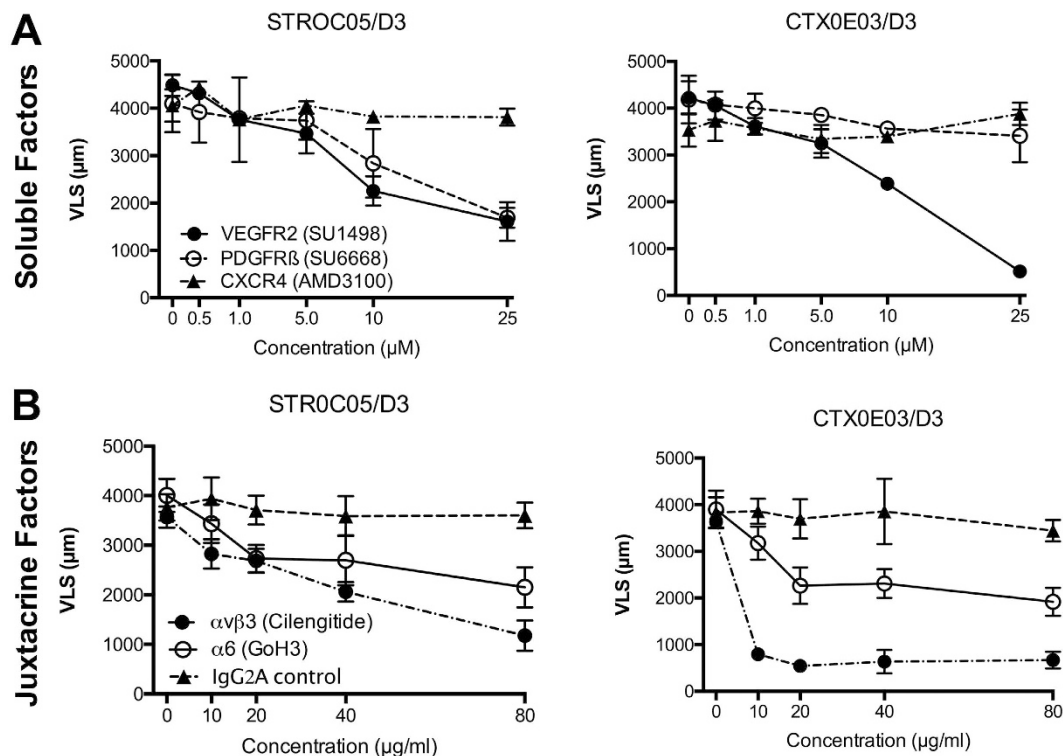 A
Soluble Factors
STROC05/D3
VLS (µm)
5000
4000
3000
2000
1000
0
VEGFR2 (SU1498)
PDGFRß (SU6668)
CXCR4 (AMD3100)
0 0.5 1.0 5.0 10 25
Concentration (µM)
CTX0E03/D3
VLS (µm)
5000
4000
3000
2000
1000
0
0 0.5 1.0 5.0 10 25
Concentration (µM)
B
Juxtacrine Factors
STR0C05/D3
VLS (µm)
5000
4000
3000
2000
1000
0
αvβ3 (Cilengitide)
α6 (GoH3)
IgG2A control
0 10 20 40 80
Concentration (µg/ml)
CTX0E03/D3
VLS (µm)
5000
4000
3000
2000
1000
0
0 10 20 40 80
Concentration (µg/ml)